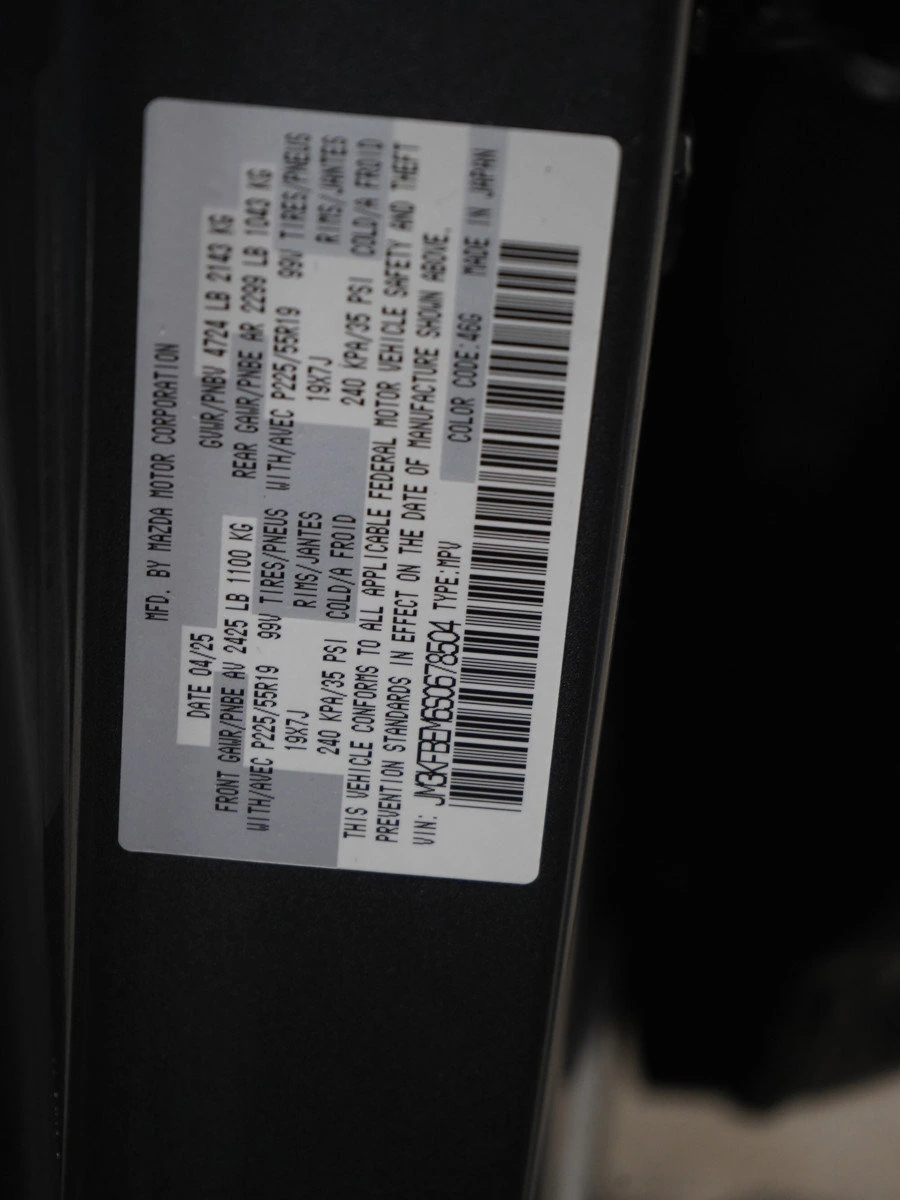 MFD. BY MAZDA MOTOR CORPORATION
DATE 04/25 GVWR/PNBV 4724 LB 2143 KG
FRONT GAWR/PNBE AV 2425 LB 1100 KG REAR GAWR/PNBE AR 2299 LB 1043 KG
WITH/AVEC P225/55R19 99V TIRES/PNEUS WITH/AVEC P225/55R19 99V TIRES/PNEUS
19X7J RIMS/JANTES 19X7J RIMS/JANTES
240 KPA/35 PSI COLD/A FROID 240 KPA/35 PSI COLD/A FROID
THIS VEHICLE CONFORMS TO ALL APPLICABLE FEDERAL MOTOR VEHICLE SAFETY AND THEFT
PREVENTION STANDARDS IN EFFECT ON THE DATE OF MANUFACTURE SHOWN ABOVE.
VIN: JM3KFBEM6S0678504 TYPE:MPV COLOR CODE:46G MADE IN JAPAN